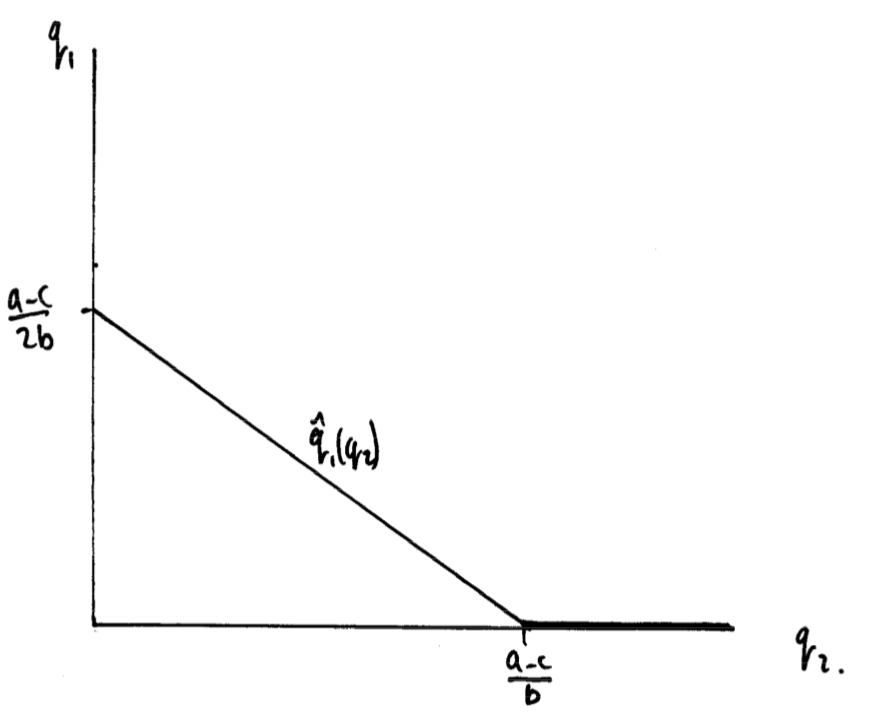 q₁
a-c
2b
q̂₁(q₂)
a-c
b
q₂.